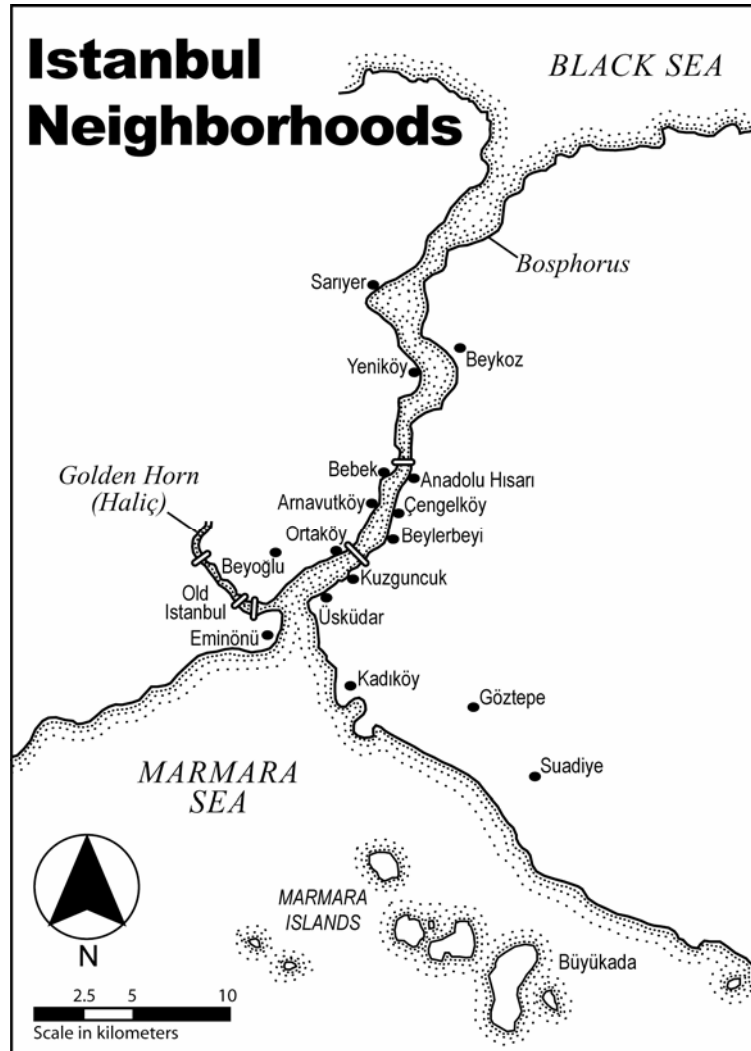 Istanbul
Neighborhoods
BLACK SEA
Bosphorus
Sarıyer
Beykoz
Yeniköy
Golden Horn
(Haliç)
Bebek
Anadolu Hısarı
Arnavutköy
Çengelköy
Ortaköy
Beylerbeyi
Beyoğlu
Kuzguncuk
Old
Istanbul
Üsküdar
Eminönü
Kadıköy
Göztepe
MARMARA
SEA
Suadiye
MARMARA
ISLANDS
Büyükada
N
2.5 5 10
Scale in kilometers